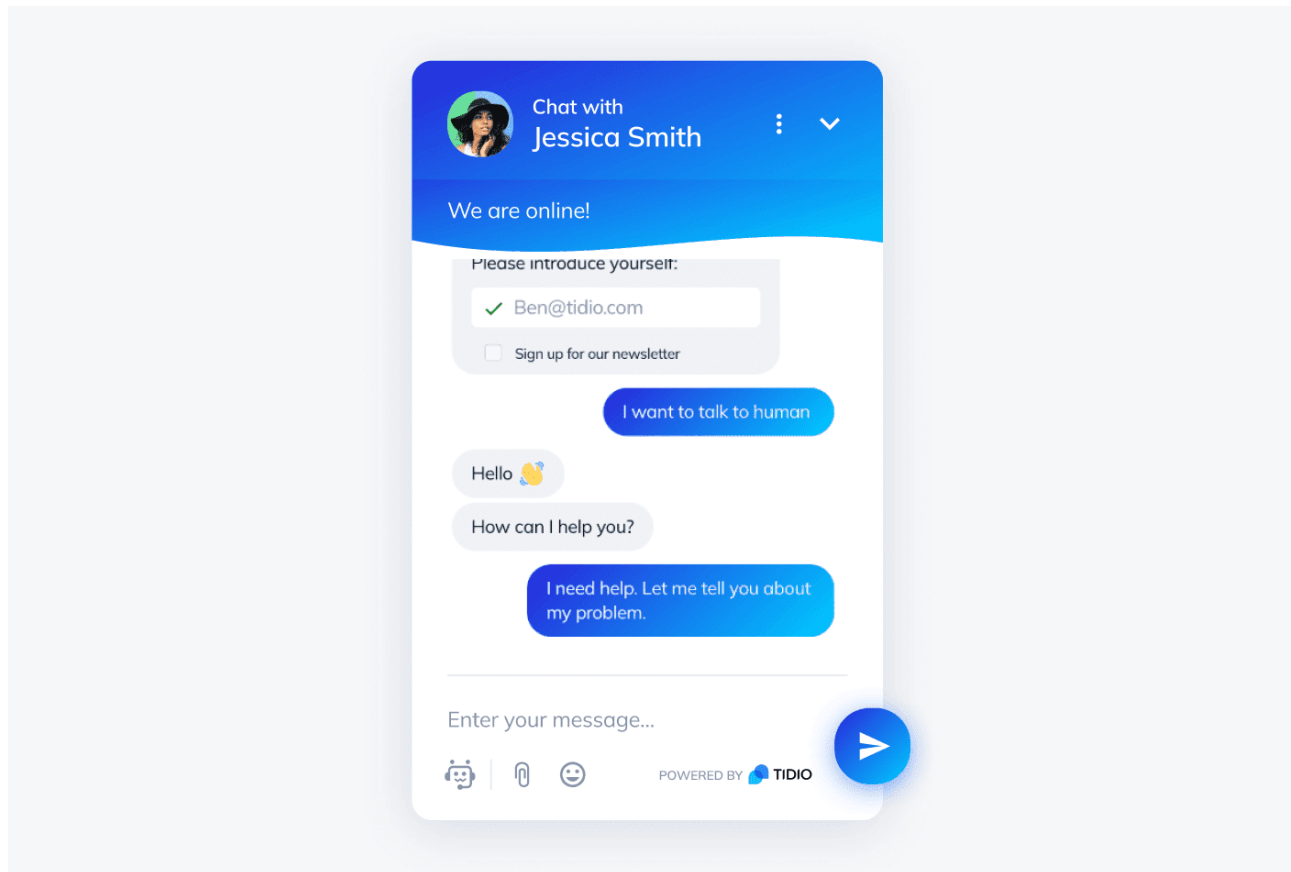 Chat with
Jessica Smith
We are online!
Please introduce yourself:
Ben@tidio.com
Sign up for our newsletter
I want to talk to human
Hello 👋
How can I help you?
I need help. Let me tell you about
my problem.
Enter your message...
POWERED BY TIDIO